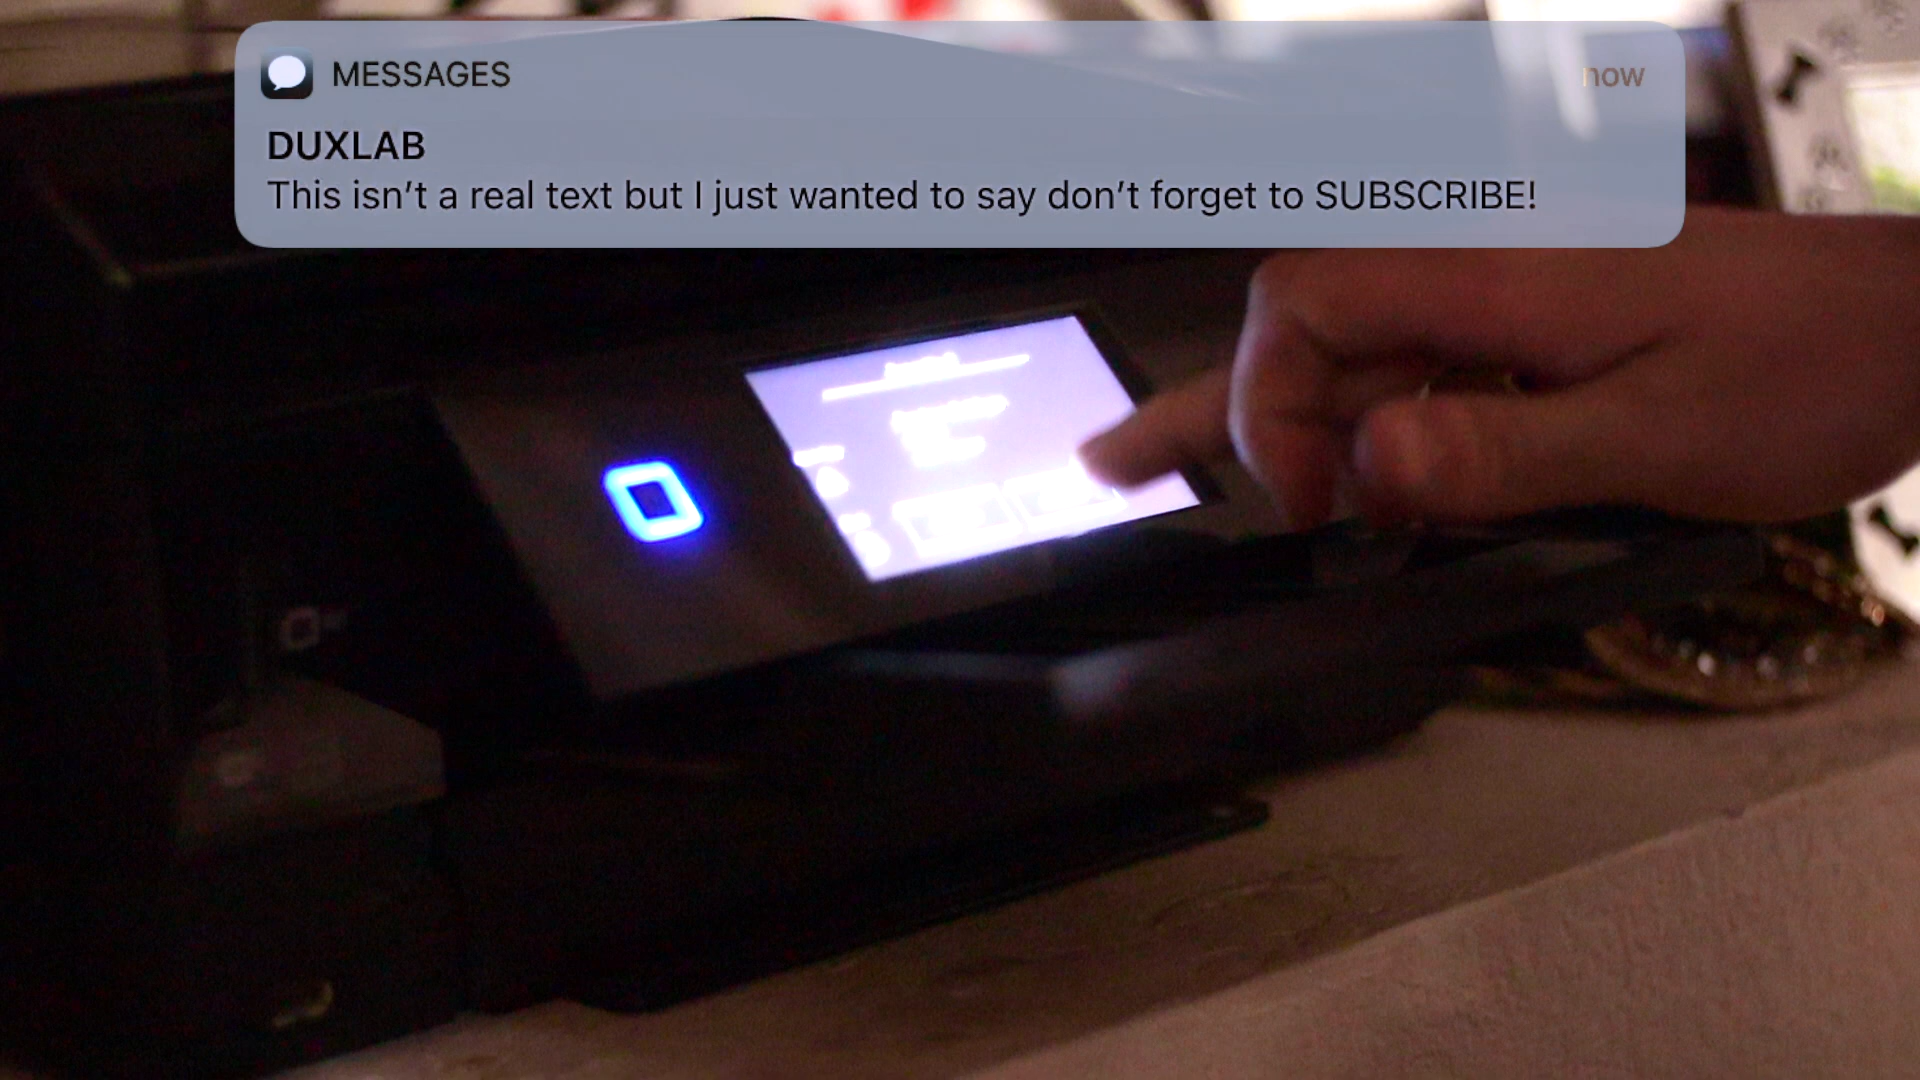 MESSAGES
now
DUXLAB
This isn't a real text but I just wanted to say don't forget to SUBSCRIBE!